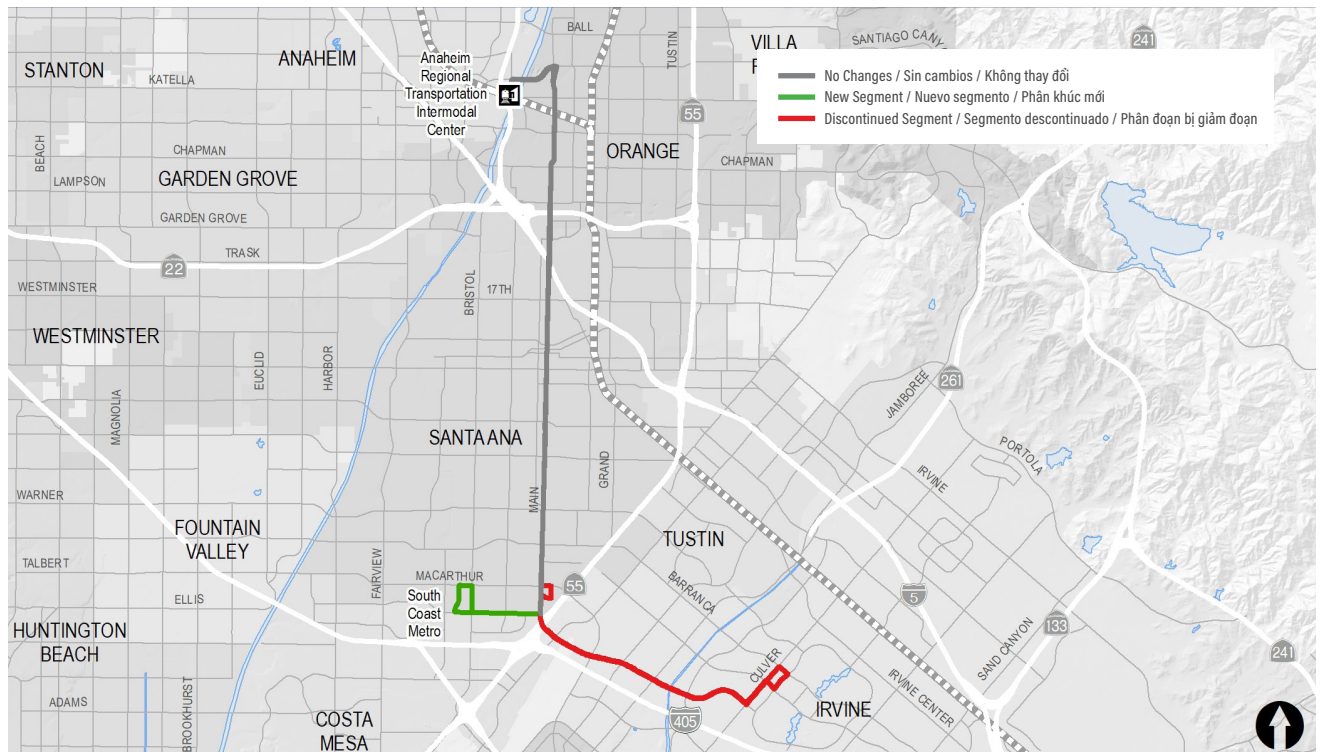 BALL
SANTIAGO CANY
241
VILLA
ANAHEIM
Anaheim
Regional
Transportation
Intermodal
Center
TUSTIN
STANTON
KATELLA
No Changes / Sin cambios / Không thay đổi
New Segment / Nuevo segmento / Phân khúc mới
Discontinued Segment / Segmento descontinuado / Phân đoạn bị giảm đoạn
55
BEACH
CHAPMAN
ORANGE
CHAPMAN
LAMPSON
GARDEN GROVE
GARDEN GROVE
TRASK
22
WESTMINSTER
BRISTOL
17TH
WESTMINSTER
EUCLID
HARBOR
MAGNOLIA
261
JAMBOREE
SANTA ANA
MAIN
GRAND
IRVINE
PORTOLA
WARNER
FOUNTAIN
VALLEY
TUSTIN
TALBERT
FAIRVIEW
MACARTHUR
55
BARRANCA
5
ELLIS
South
Coast
Metro
133
SAND CANYON
241
HUNTINGTON
BEACH
CULVER
IRVINE CENTER
ADAMS
BROOKHURST
COSTA
MESA
405
IRVINE